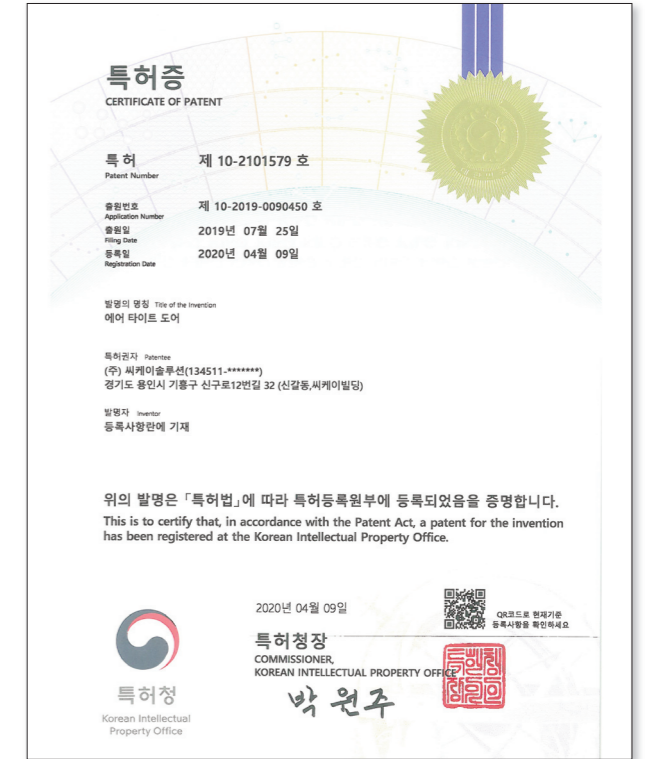 특허증
CERTIFICATE OF PATENT
특허 제 10-2101579 호
Patent Number
출원번호 제 10-2019-0090450 호
Application Number
출원일 2019년 07월 25일
Filing Date
등록일 2020년 04월 09일
Registration Date
발명의 명칭 Title of the Invention
에어 타이트 도어
특허권자 Patentee
(주) 씨케이솔루션(134511-*******)
경기도 용인시 기흥구 신구로12번길 32 (신갈동,씨케이빌딩)
발명자 Inventor
등록사항란에 기재
위의 발명은 「특허법」에 따라 특허등록원부에 등록되었음을 증명합니다.
This is to certify that, in accordance with the Patent Act, a patent for the invention
has been registered at the Korean Intellectual Property Office.
2020년 04월 09일
QR코드로 현재기준
등록사항을 확인하세요
특허청장
COMMISSIONER,
KOREAN INTELLECTUAL PROPERTY OFFICE
박원주
특허청
Korean Intellectual
Property Office